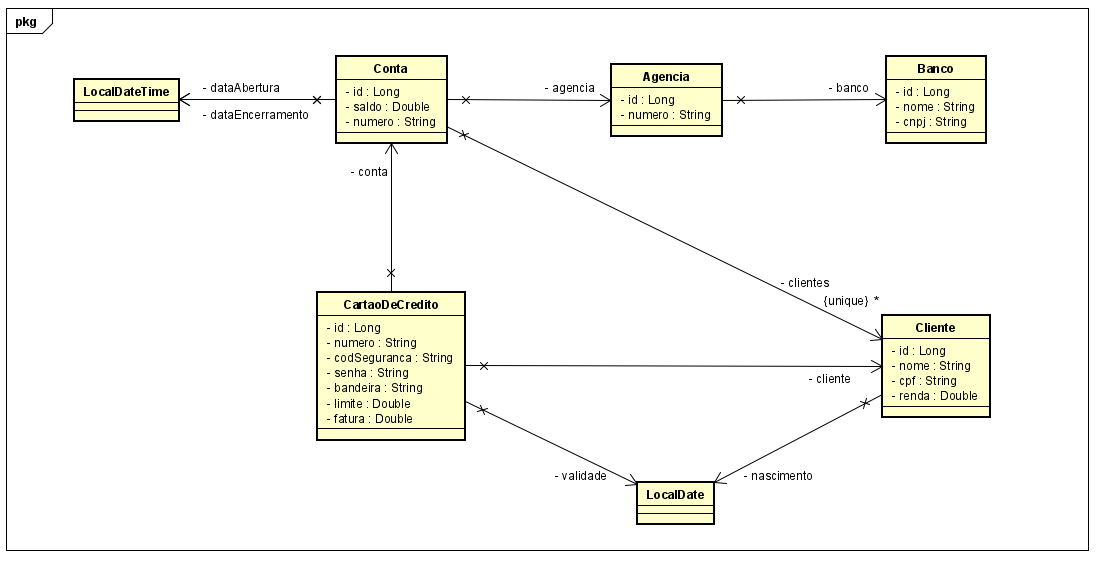 pkg
LocalDateTime
- dataAbertura
- dataEncerramento
Conta
- id : Long
- saldo : Double
- numero : String
- agencia
Agencia
- id : Long
- numero : String
- banco
Banco
- id : Long
- nome : String
- cnpj : String
- conta
- clientes
{unique} *
CartaoDeCredito
- id : Long
- numero : String
- codSeguranca : String
- senha : String
- bandeira : String
- limite : Double
- fatura : Double
- cliente
Cliente
- id : Long
- nome : String
- cpf : String
- renda : Double
- validade
- nascimento
LocalDate